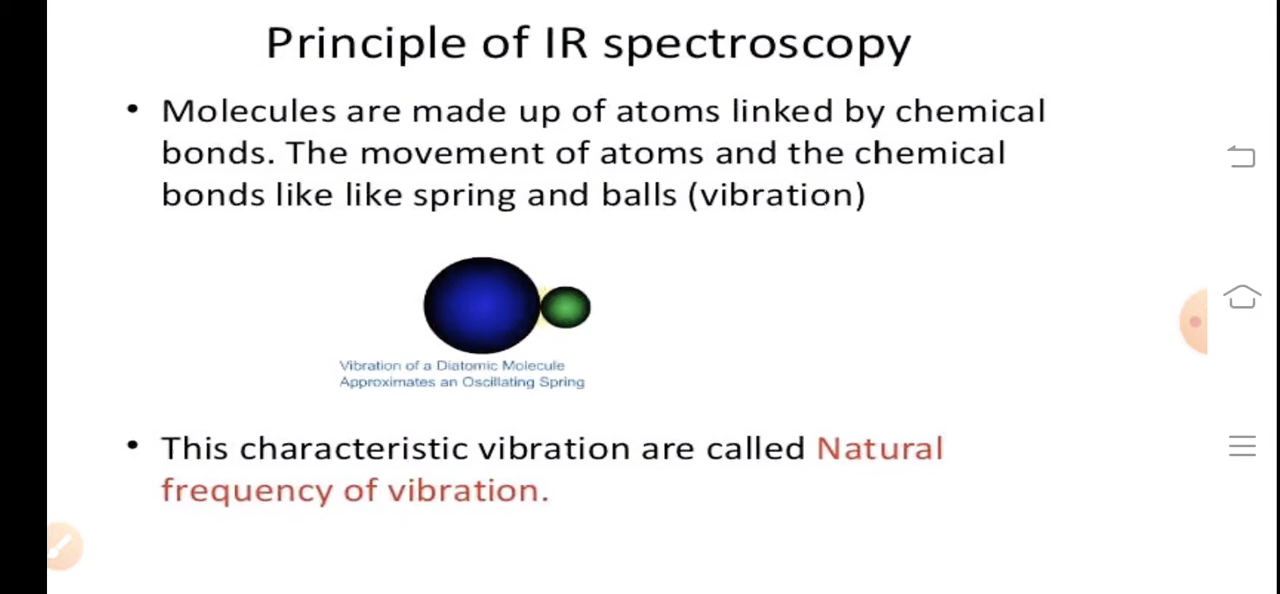 Principle of IR spectroscopy
• Molecules are made up of atoms linked by chemical
bonds. The movement of atoms and the chemical
bonds like like spring and balls (vibration)
Vibration of a Diatomic Molecule
Approximates an Oscillating Spring
• This characteristic vibration are called Natural
frequency of vibration.